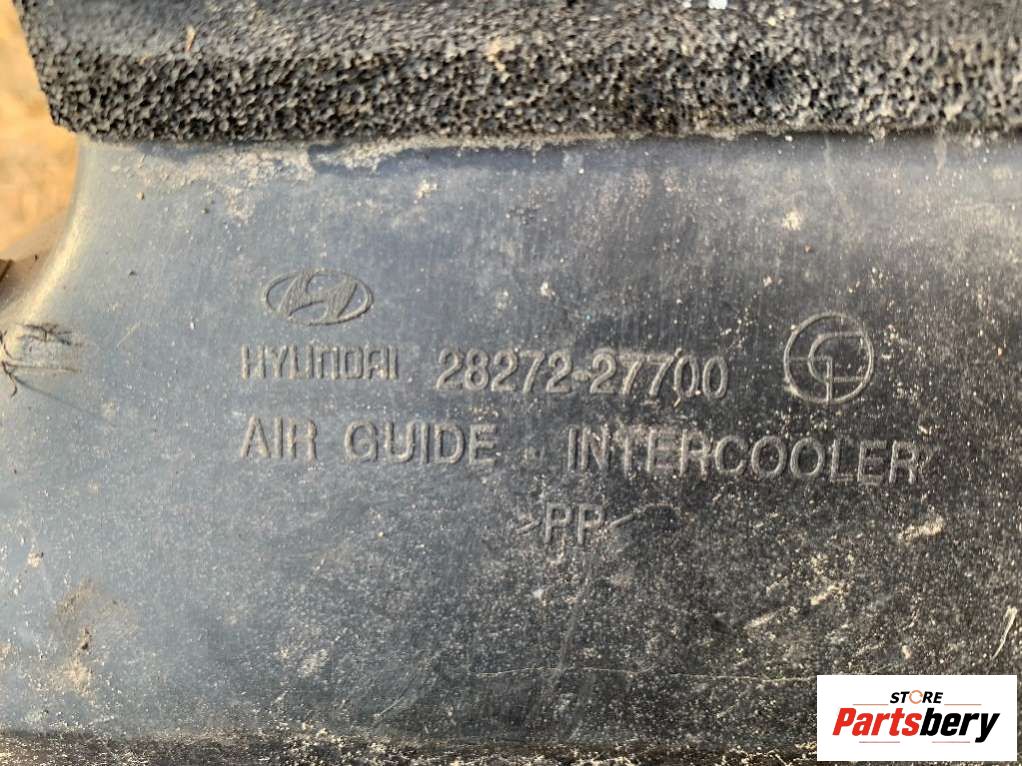 HYUNDAI 28272-27700
AIR GUIDE - INTERCOOLER
>PP<
STORE
Partsbery